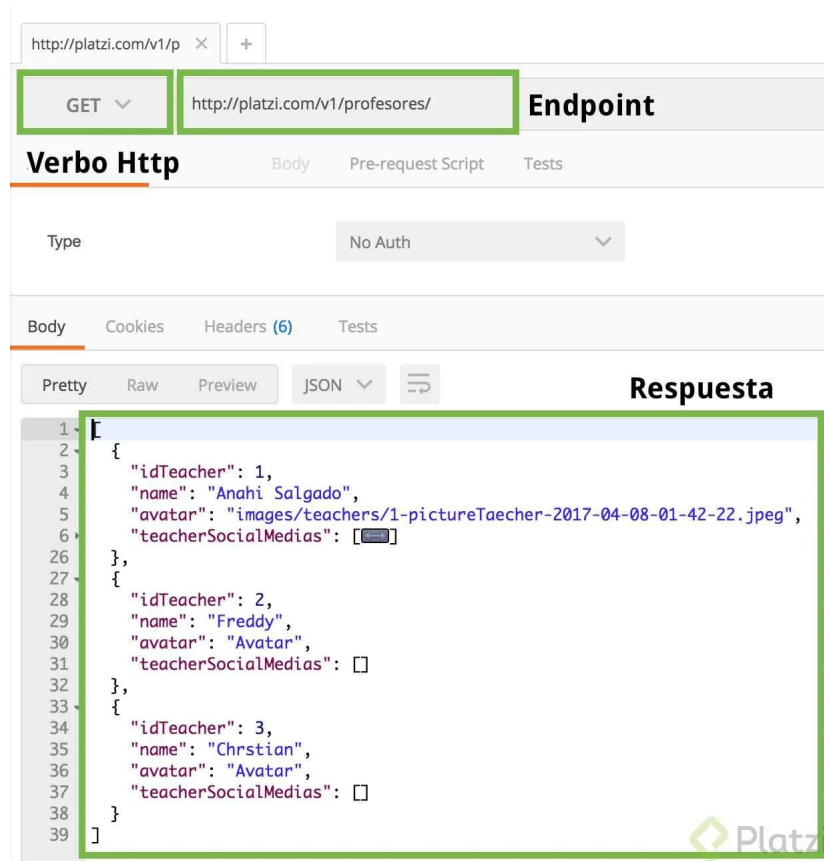 http://platzi.com/v1/p × +
GET http://platzi.com/v1/profesores/ Endpoint
Verbo Http Body Pre-request Script Tests
Type No Auth
Body Cookies Headers (6) Tests
Pretty Raw Preview JSON Respuesta
1 [
2 {
3 "idTeacher": 1,
4 "name": "Anahi Salgado",
5 "avatar": "images/teachers/1-pictureTaecher-2017-04-08-01-42-22.jpeg",
6 "teacherSocialMedias": [↔]
26 },
27 {
28 "idTeacher": 2,
29 "name": "Freddy",
30 "avatar": "Avatar",
31 "teacherSocialMedias": []
32 },
33 {
34 "idTeacher": 3,
35 "name": "Chrstian",
36 "avatar": "Avatar",
37 "teacherSocialMedias": []
38 }
39 ]
Platzi